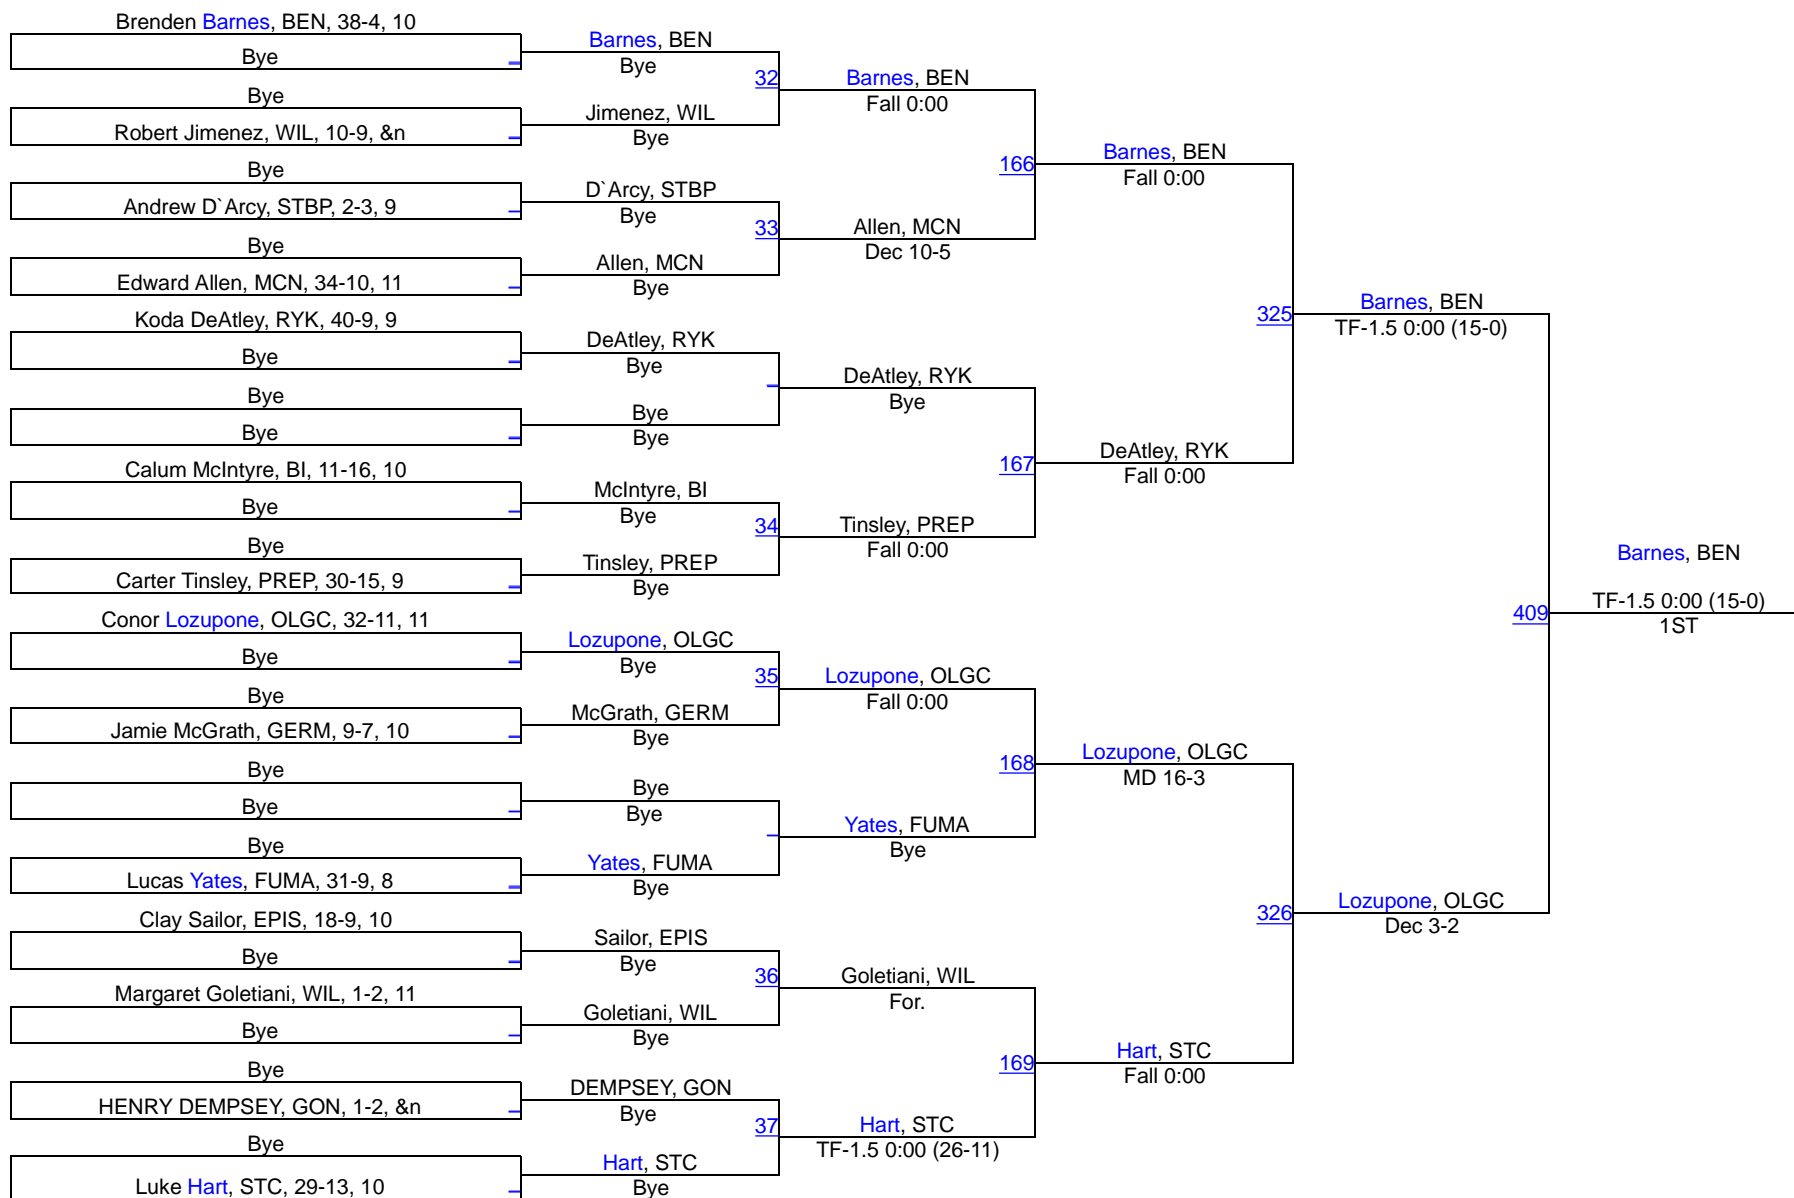 Brenden Barnes, BEN, 38-4, 10
Bye
Bye
Robert Jimenez, WIL, 10-9, &n
Bye
Andrew D`Arcy, STBP, 2-3, 9
Bye
Edward Allen, MCN, 34-10, 11
Koda DeAtley, RYK, 40-9, 9
Bye
Bye
Bye
Calum McIntyre, BI, 11-16, 10
Bye
Bye
Carter Tinsley, PREP, 30-15, 9
Conor Lozupone, OLGC, 32-11, 11
Bye
Bye
Jamie McGrath, GERM, 9-7, 10
Bye
Bye
Bye
Lucas Yates, FUMA, 31-9, 8
Clay Sailor, EPIS, 18-9, 10
Bye
Margaret Goletiani, WIL, 1-2, 11
Bye
Bye
HENRY DEMPSEY, GON, 1-2, &n
Bye
Luke Hart, STC, 29-13, 10
Barnes, BEN
Bye
32
Jimenez, WIL
Bye
D`Arcy, STBP
Bye
33
Allen, MCN
Bye
DeAtley, RYK
Bye
Bye
Bye
McIntyre, BI
Bye
34
Tinsley, PREP
Bye
Lozupone, OLGC
Bye
35
McGrath, GERM
Bye
Bye
Bye
Yates, FUMA
Bye
Sailor, EPIS
Bye
36
Goletiani, WIL
Bye
DEMPSEY, GON
Bye
37
Hart, STC
Bye
Barnes, BEN
Fall 0:00
166
Allen, MCN
Dec 10-5
DeAtley, RYK
Bye
167
Tinsley, PREP
Fall 0:00
Lozupone, OLGC
Fall 0:00
168
Yates, FUMA
Bye
Goletiani, WIL
For.
169
Hart, STC
TF-1.5 0:00 (26-11)
Barnes, BEN
Fall 0:00
325
DeAtley, RYK
Fall 0:00
Lozupone, OLGC
MD 16-3
326
Hart, STC
Fall 0:00
Barnes, BEN
TF-1.5 0:00 (15-0)
409
Lozupone, OLGC
Dec 3-2
Barnes, BEN
TF-1.5 0:00 (15-0)
1ST